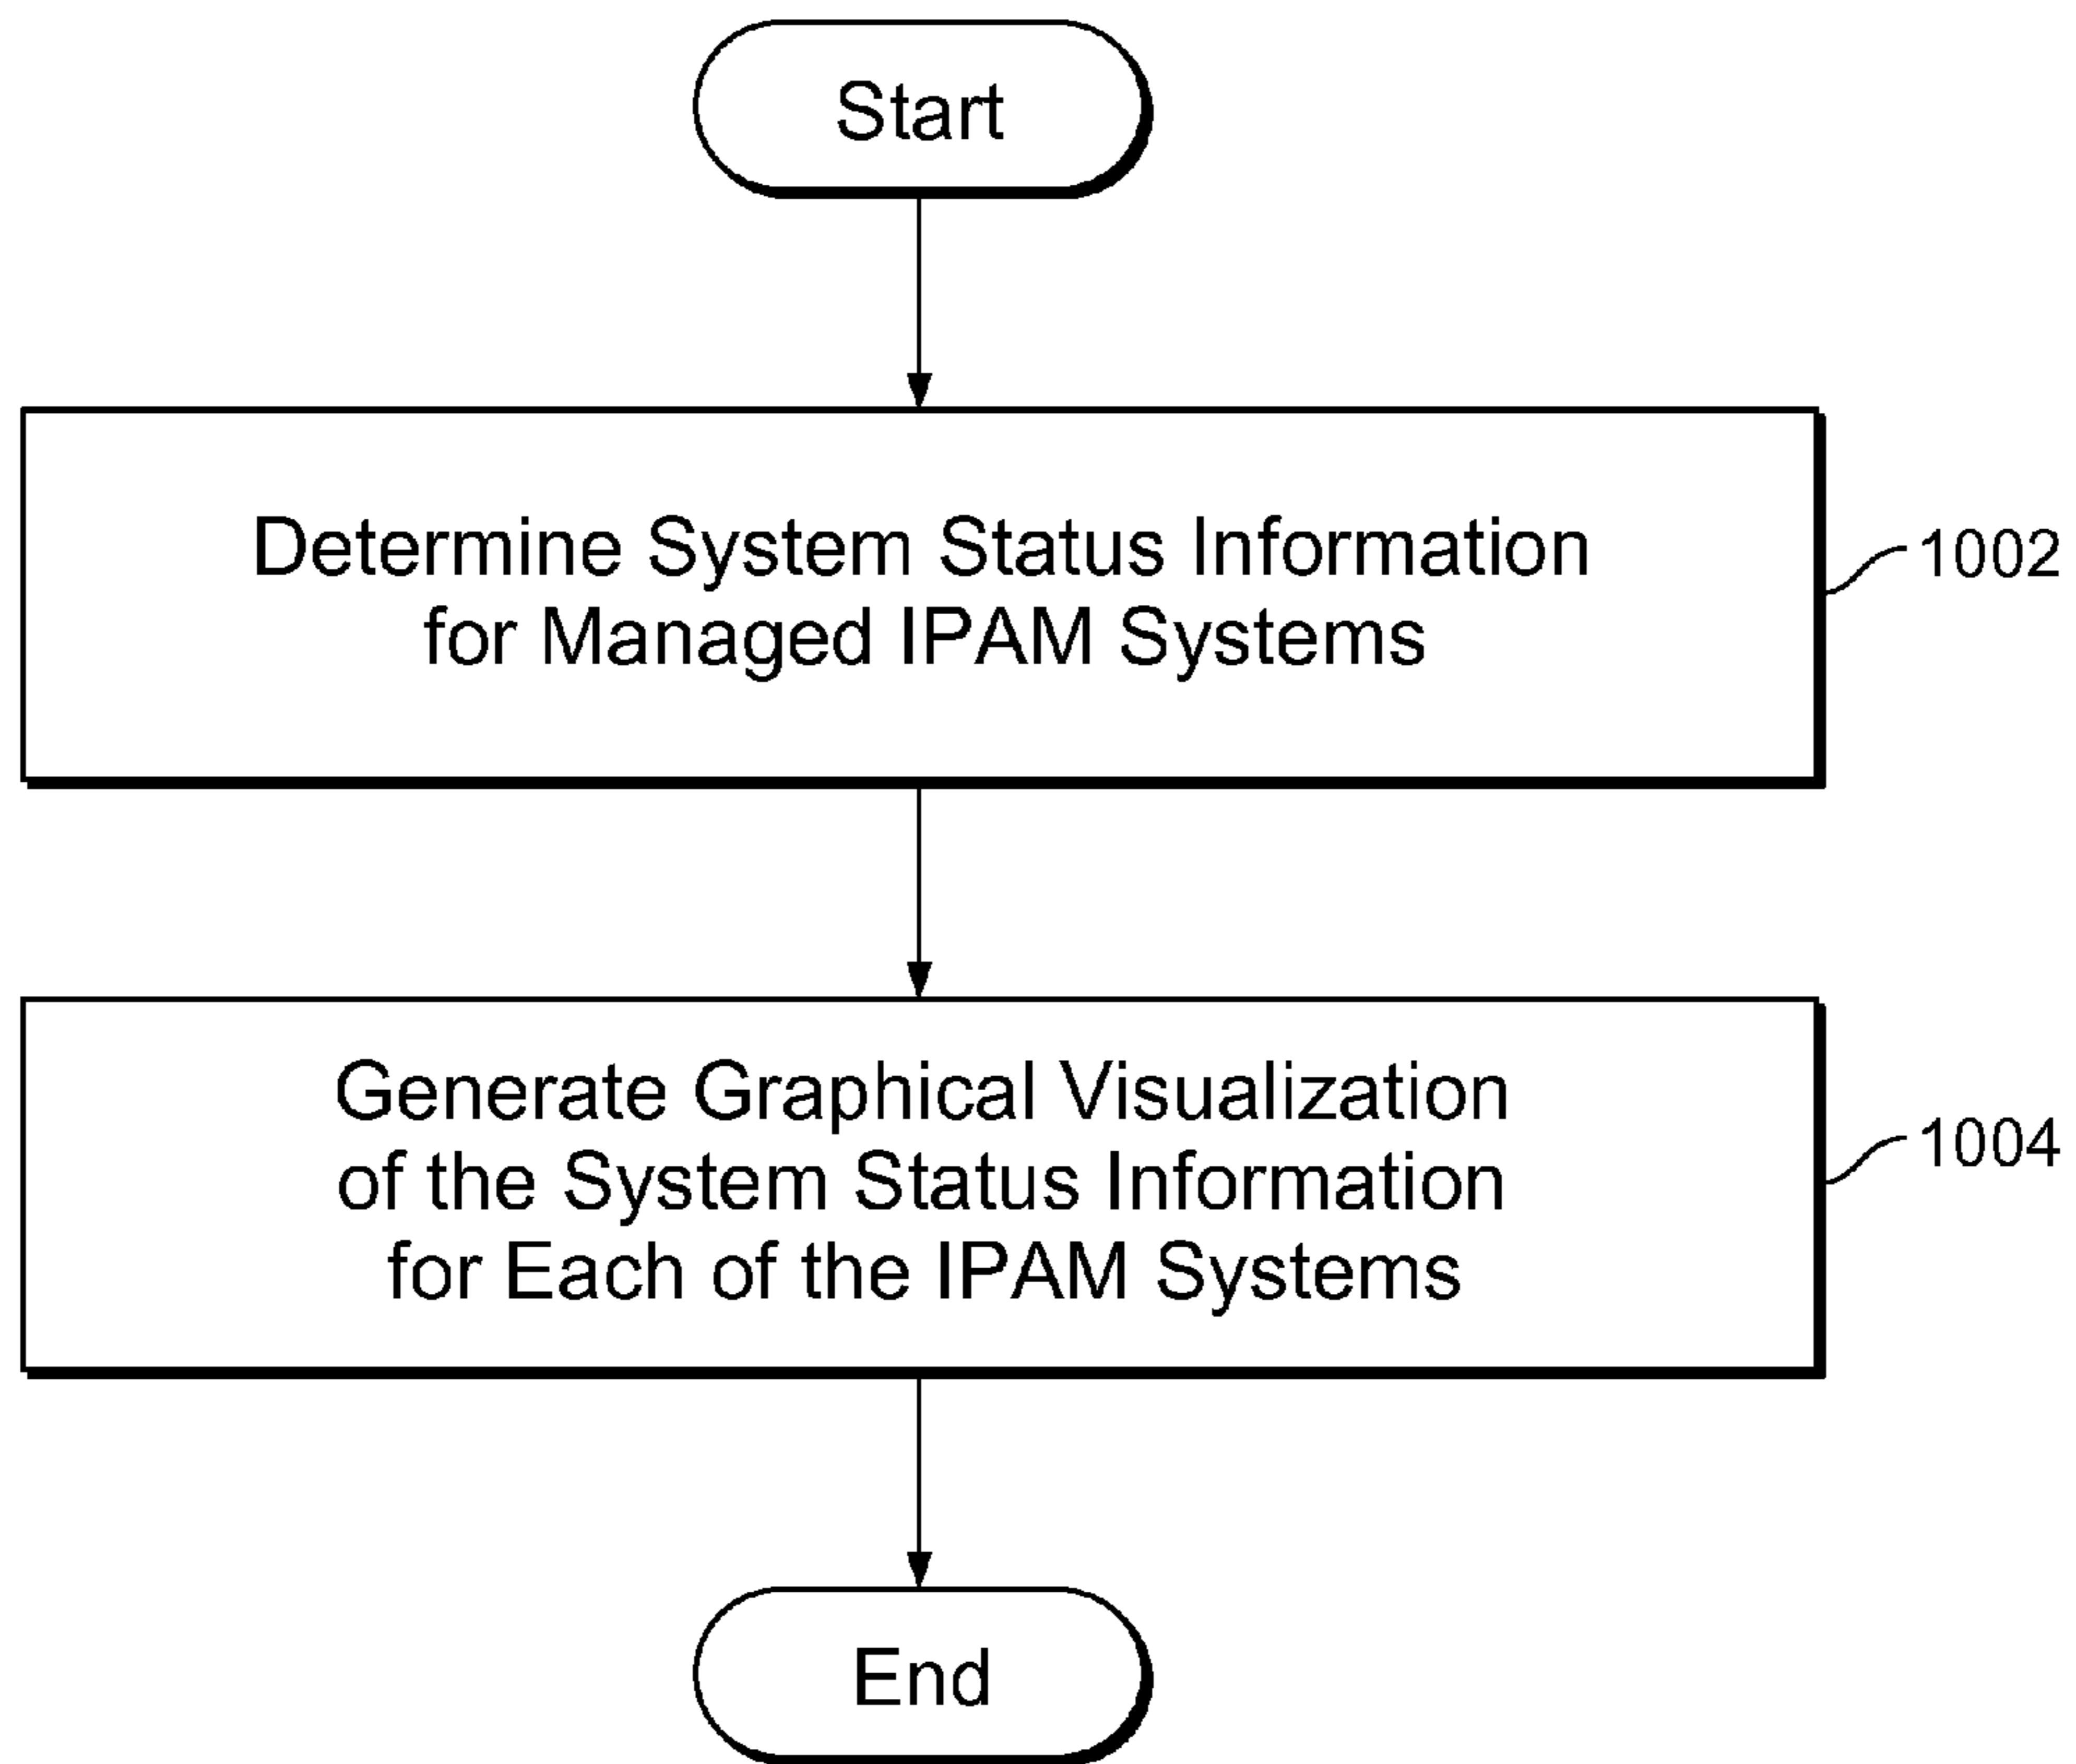 Start
Determine System Status Information
for Managed IPAM Systems
1002
Generate Graphical Visualization
of the System Status Information
for Each of the IPAM Systems
1004
End